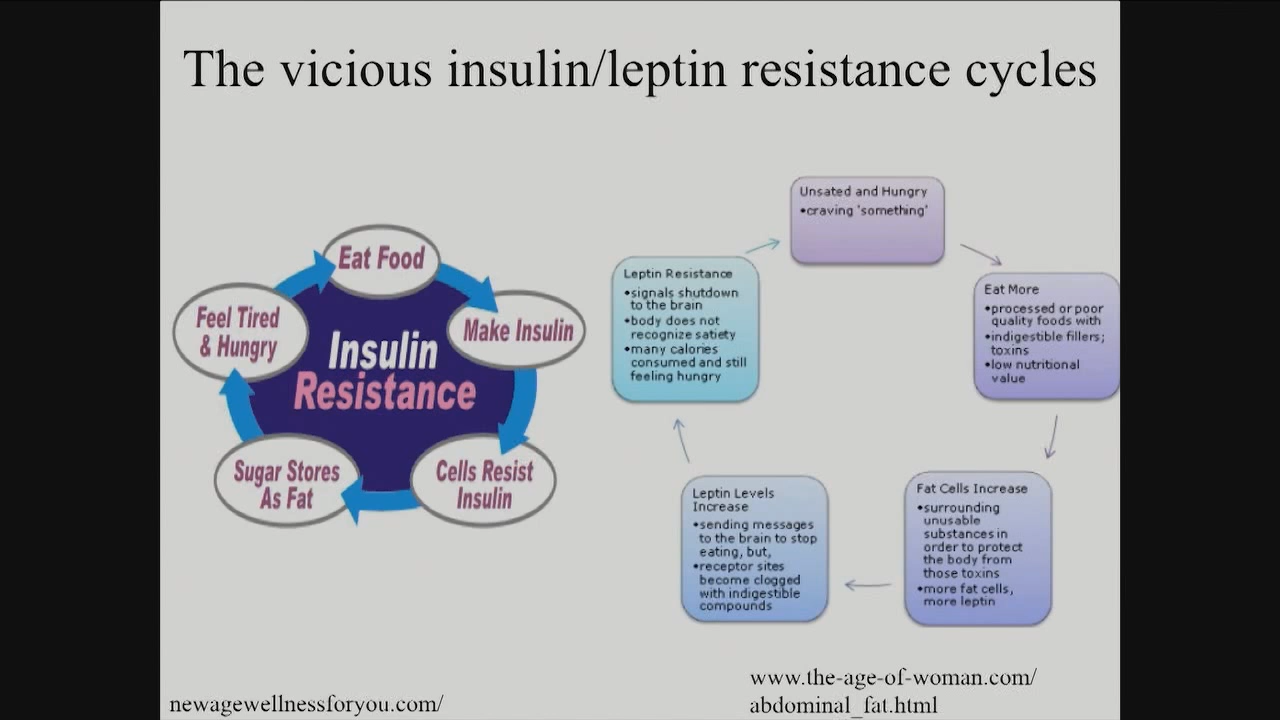 The vicious insulin/leptin resistance cycles
Eat Food
Make Insulin
Cells Resist
Insulin
Sugar Stores
As Fat
Feel Tired
& Hungry
Insulin
Resistance
Unsated and Hungry
•craving 'something'
Eat More
•processed or poor
quality foods with
•indigestible fillers;
toxins
•low nutritional
value
Fat Cells Increase
•surrounding
unusable
substances in
order to protect
the body from
those toxins
•more fat cells,
more leptin
Leptin Levels
Increase
•sending messages
to the brain to stop
eating, but,
•receptor sites
become clogged
with indigestible
compounds
Leptin Resistance
•signals shutdown
to the brain
•body does not
recognize satiety
•many calories
consumed and still
feeling hungry
newagewellnessforyou.com/
www.the-age-of-woman.com/
abdominal_fat.html